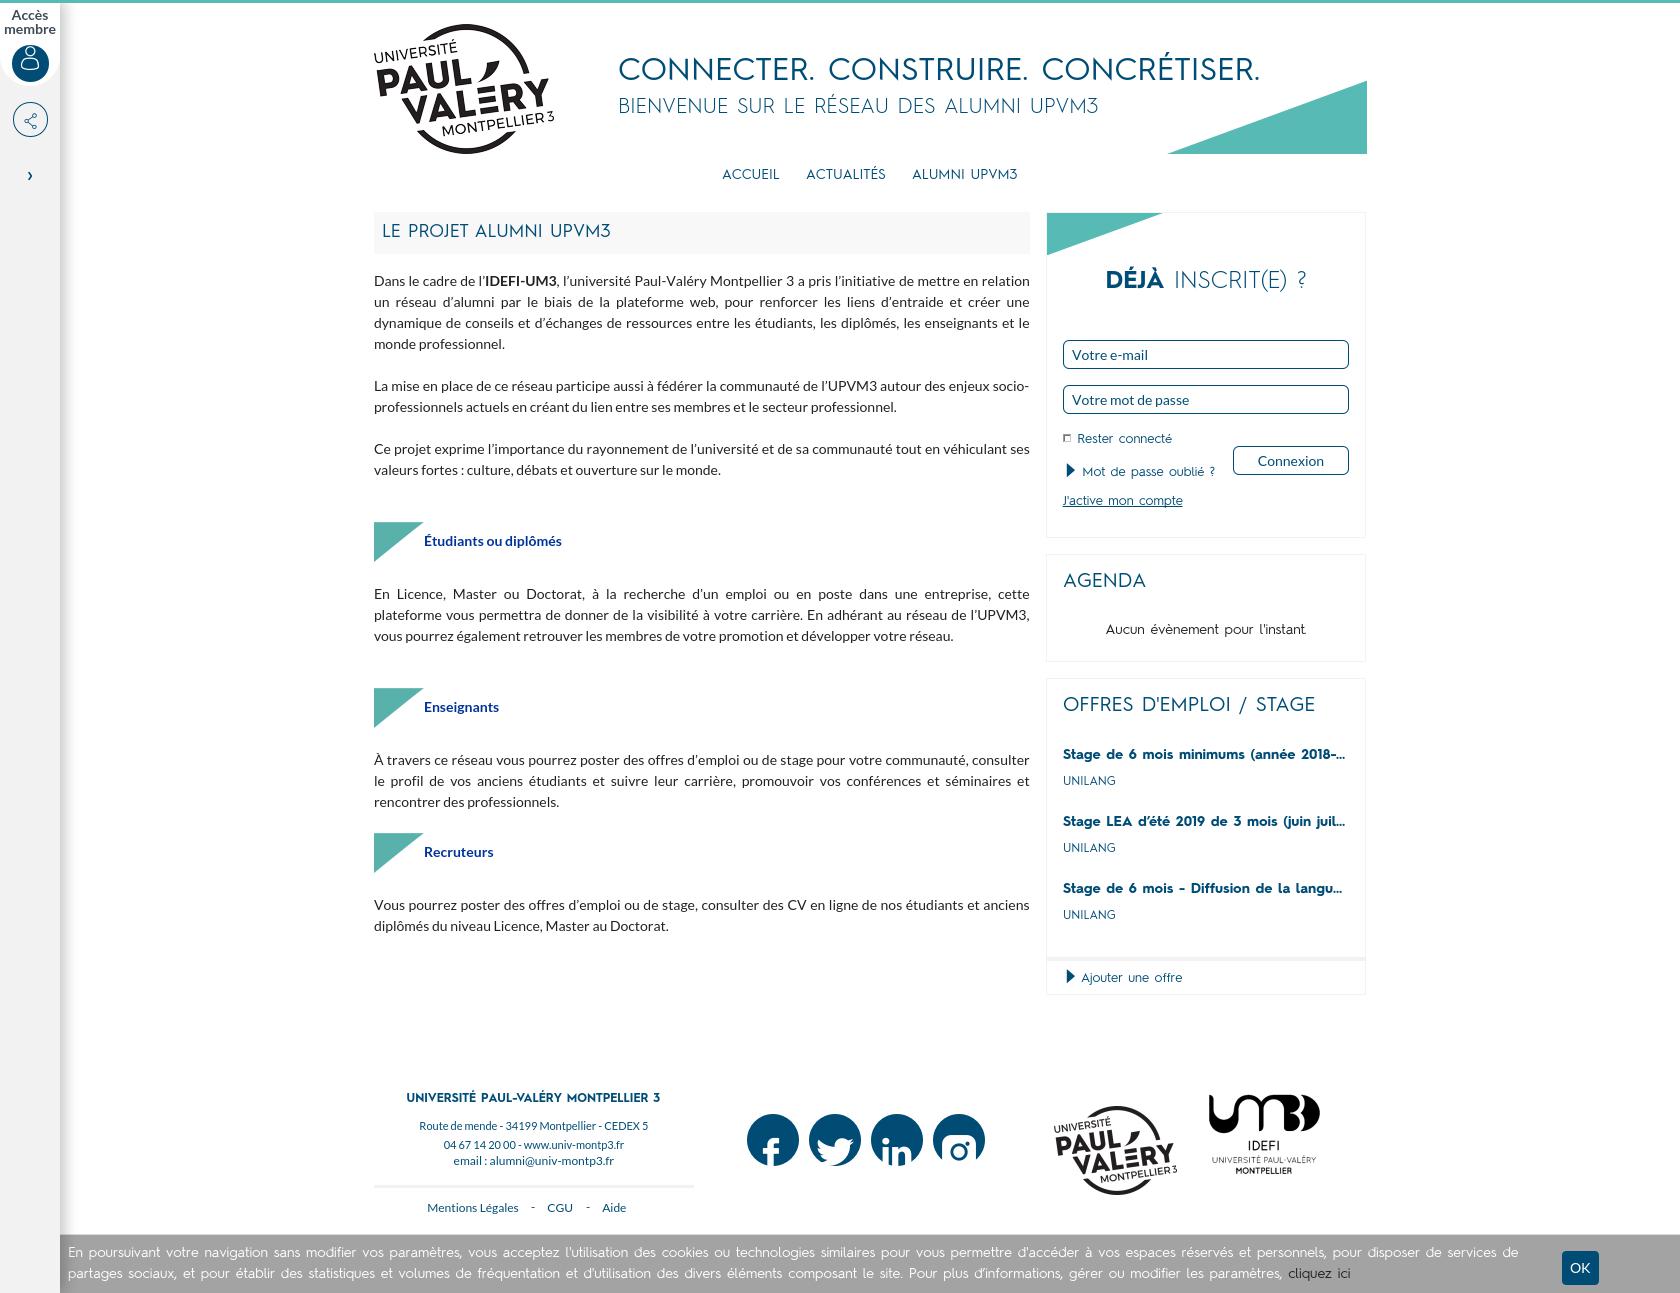 Accès
membre
UNIVERSITÉ
PAUL
VALÉRY
MONTPELLIER 3
CONNECTER. CONSTRUIRE. CONCRÉTISER.
BIENVENUE SUR LE RÉSEAU DES ALUMNI UPVM3
ACCUEIL ACTUALITÉS ALUMNI UPVM3
LE PROJET ALUMNI UPVM3
Dans le cadre de l’IDEFI-UM3, l’université Paul-Valéry Montpellier 3 a pris l’initiative de mettre en relation
un réseau d’alumni par le biais de la plateforme web, pour renforcer les liens d’entraide et créer une
dynamique de conseils et d’échanges de ressources entre les étudiants, les diplômés, les enseignants et le
monde professionnel.
La mise en place de ce réseau participe aussi à fédérer la communauté de l’UPVM3 autour des enjeux socio-
professionnels actuels en créant du lien entre ses membres et le secteur professionnel.
Ce projet exprime l’importance du rayonnement de l’université et de sa communauté tout en véhiculant ses
valeurs fortes : culture, débats et ouverture sur le monde.
Étudiants ou diplômés
En Licence, Master ou Doctorat, à la recherche d’un emploi ou en poste dans une entreprise, cette
plateforme vous permettra de donner de la visibilité à votre carrière. En adhérant au réseau de l’UPVM3,
vous pourrez également retrouver les membres de votre promotion et développer votre réseau.
Enseignants
À travers ce réseau vous pourrez poster des offres d’emploi ou de stage pour votre communauté, consulter
le profil de vos anciens étudiants et suivre leur carrière, promouvoir vos conférences et séminaires et
rencontrer des professionnels.
Recruteurs
Vous pourrez poster des offres d’emploi ou de stage, consulter des CV en ligne de nos étudiants et anciens
diplômés du niveau Licence, Master au Doctorat.
DÉJÀ INSCRIT(E) ?
Votre e-mail
Votre mot de passe
Rester connecté
Connexion
Mot de passe oublié ?
J'active mon compte
AGENDA
Aucun évènement pour l'instant.
OFFRES D'EMPLOI / STAGE
Stage de 6 mois minimums (année 2018-...
UNILANG
Stage LEA d’été 2019 de 3 mois (juin juil...
UNILANG
Stage de 6 mois - Diffusion de la langu...
UNILANG
Ajouter une offre
UNIVERSITÉ PAUL-VALÉRY MONTPELLIER 3
Route de mende - 34199 Montpellier - CEDEX 5
04 67 14 20 00 - www.univ-montp3.fr
email : alumni@univ-montp3.fr
Mentions Légales - CGU - Aide
UNIVERSITÉ
PAUL
VALÉRY
MONTPELLIER 3
UM3
IDEFI
UNIVERSITÉ PAUL-VALÉRY
MONTPELLIER
En poursuivant votre navigation sans modifier vos paramètres, vous acceptez l'utilisation des cookies ou technologies similaires pour vous permettre d'accéder à vos espaces réservés et personnels, pour disposer de services de
partages sociaux, et pour établir des statistiques et volumes de fréquentation et d'utilisation des divers éléments composant le site. Pour plus d’informations, gérer ou modifier les paramètres, cliquez ici
OK